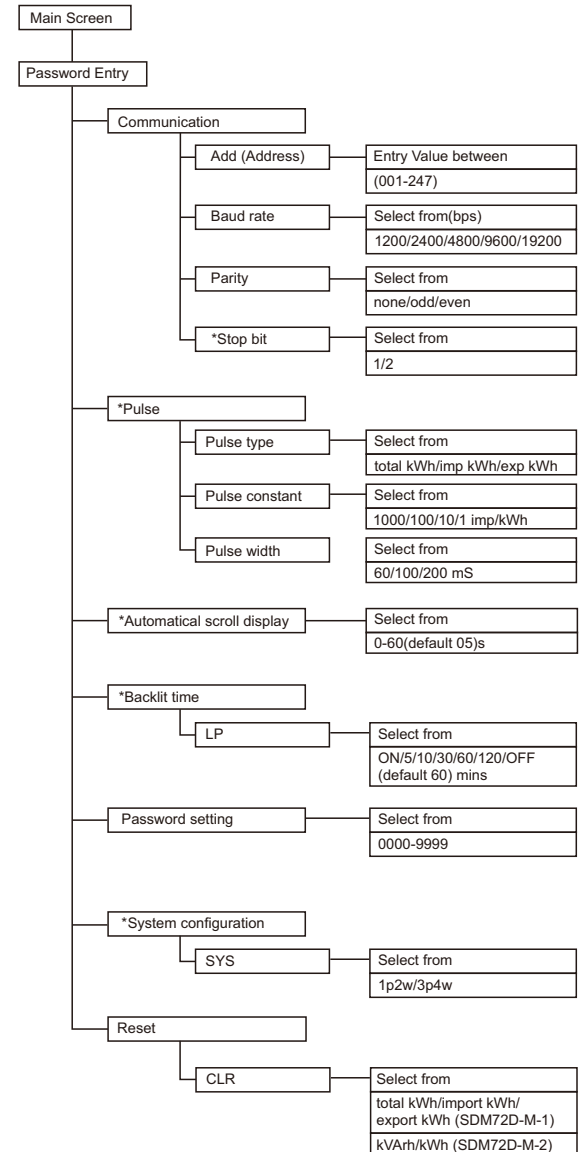 Main Screen
Password Entry
Communication
Add (Address)
Entry Value between
(001-247)
Baud rate
Select from(bps)
1200/2400/4800/9600/19200
Parity
Select from
none/odd/even
*Stop bit
Select from
1/2
*Pulse
Pulse type
Select from
total kWh/imp kWh/exp kWh
Pulse constant
Select from
1000/100/10/1 imp/kWh
Pulse width
Select from
60/100/200 mS
*Automatical scroll display
Select from
0-60(default 05)s
*Backlit time
LP
Select from
ON/5/10/30/60/120/OFF
(default 60) mins
Password setting
Select from
0000-9999
*System configuration
SYS
Select from
1p2w/3p4w
Reset
CLR
Select from
total kWh/import kWh/
export kWh (SDM72D-M-1)
kVArh/kWh (SDM72D-M-2)